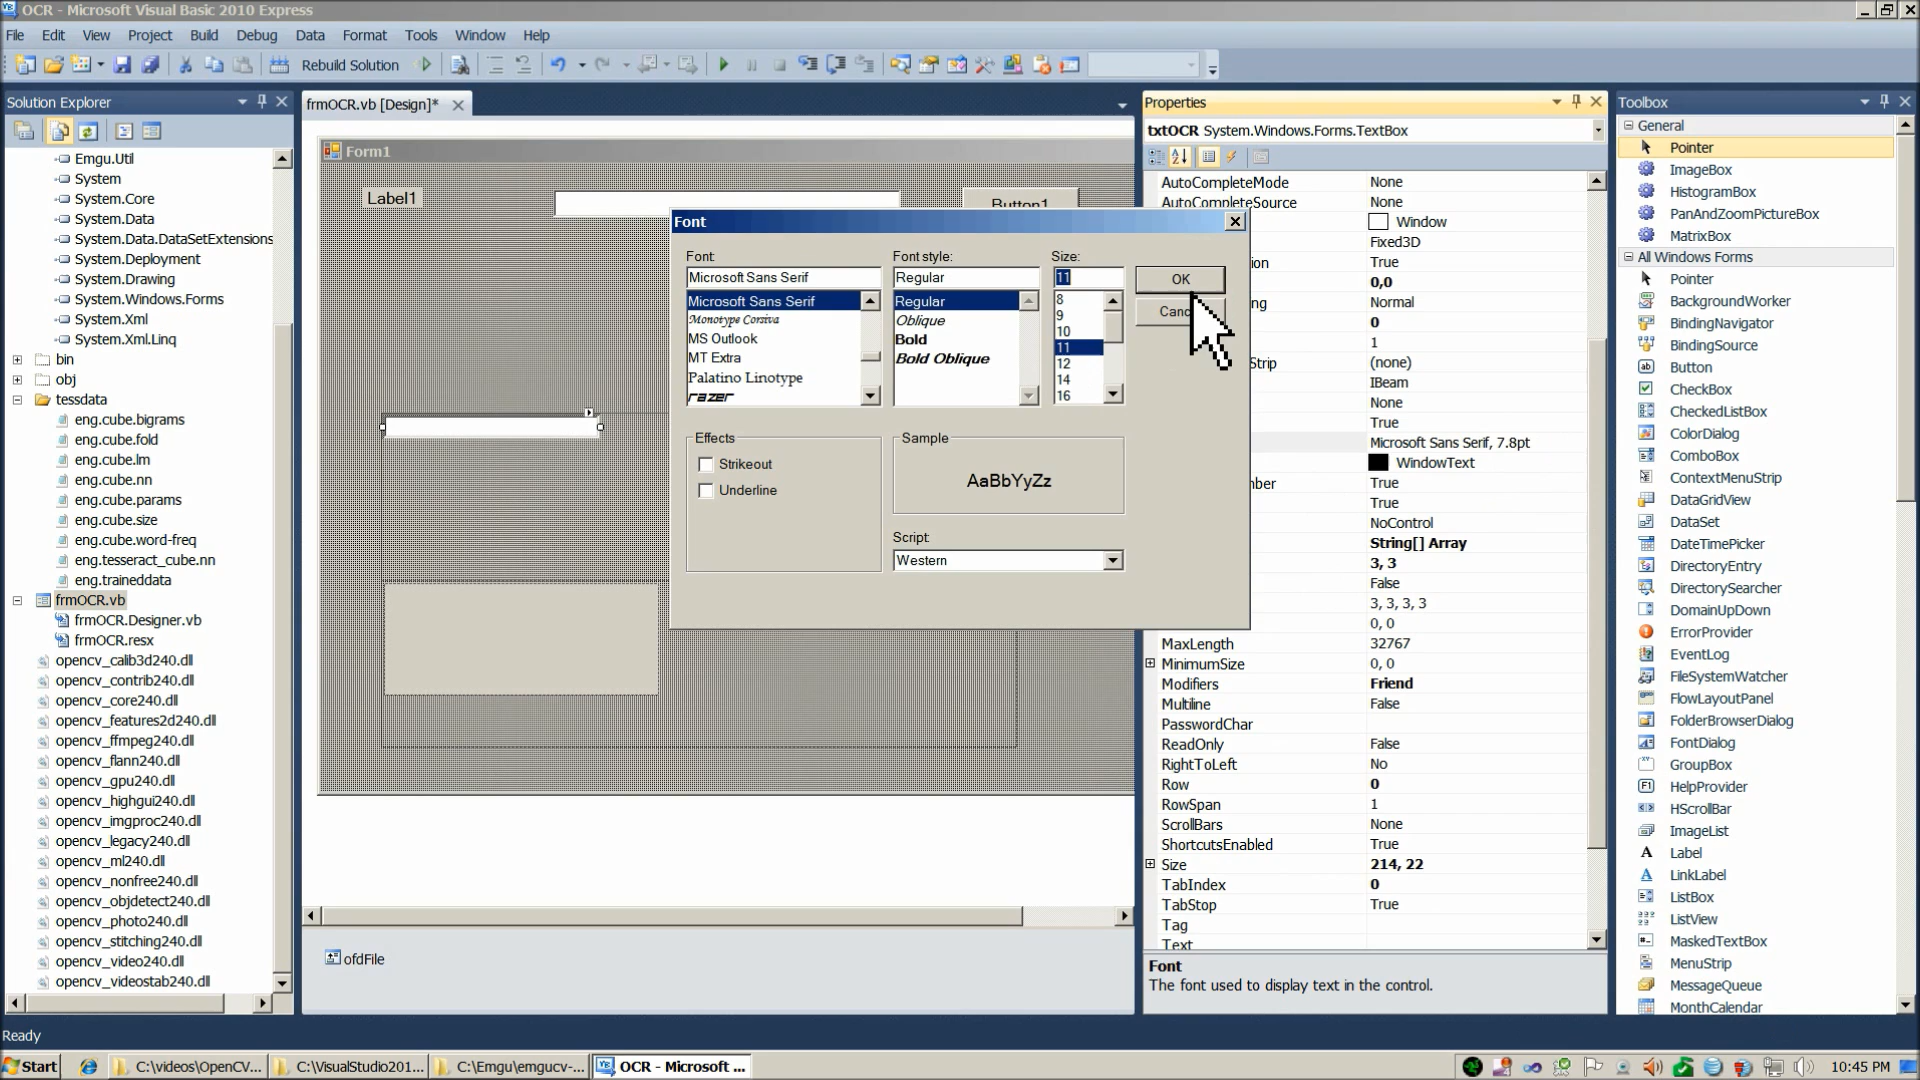 OCR - Microsoft Visual Basic 2010 Express
File Edit View Project Build Debug Data Format Tools Window Help
Rebuild Solution
Solution Explorer
Emgu.Util
System
System.Core
System.Data
System.Data.DataSetExtensions
System.Deployment
System.Drawing
System.Windows.Forms
System.Xml
System.Xml.Linq
bin
obj
tessdata
eng.cube.bigrams
eng.cube.fold
eng.cube.lm
eng.cube.nn
eng.cube.params
eng.cube.size
eng.cube.word-freq
eng.tesseract_cube.nn
eng.traineddata
frmOCR.vb
frmOCR.Designer.vb
frmOCR.resx
opencv_calib3d240.dll
opencv_contrib240.dll
opencv_core240.dll
opencv_features2d240.dll
opencv_ffmpeg240.dll
opencv_flann240.dll
opencv_gpu240.dll
opencv_highgui240.dll
opencv_imgproc240.dll
opencv_legacy240.dll
opencv_ml240.dll
opencv_nonfree240.dll
opencv_objdetect240.dll
opencv_photo240.dll
opencv_stitching240.dll
opencv_video240.dll
opencv_videostab240.dll
frmOCR.vb [Design]*
Form1
Label1
Button1
Font
Font: Font style: Size:
Microsoft Sans Serif Regular 11 OK
Microsoft Sans Serif
Monotype Corsiva
MS Outlook
MT Extra
Palatino Linotype
razer
Regular
Oblique
Bold
Bold Oblique
8
9
10
11
12
14
16
Effects
Strikeout
Underline
Sample
AaBbYyZz
Script:
Western
ofdFile
Properties
txtOCR System.Windows.Forms.TextBox
AutoCompleteMode None
AutoCompleteSource None
Window
Fixed3D
True
0,0
Normal
0
1
(none)
IBeam
None
True
Microsoft Sans Serif, 7.8pt
WindowText
True
True
NoControl
String[] Array
3, 3
False
3, 3, 3, 3
0, 0
MaxLength 32767
MinimumSize 0, 0
Modifiers Friend
Multiline False
PasswordChar
ReadOnly False
RightToLeft No
Row 0
RowSpan 1
ScrollBars None
ShortcutsEnabled True
Size 214, 22
TabIndex 0
TabStop True
Tag
Text
Font
The font used to display text in the control.
Toolbox
General
Pointer
ImageBox
HistogramBox
PanAndZoomPictureBox
MatrixBox
All Windows Forms
Pointer
BackgroundWorker
BindingNavigator
BindingSource
Button
CheckBox
CheckedListBox
ColorDialog
ComboBox
ContextMenuStrip
DataGridView
DataSet
DateTimePicker
DirectoryEntry
DirectorySearcher
DomainUpDown
ErrorProvider
EventLog
FileSystemWatcher
FlowLayoutPanel
FolderBrowserDialog
FontDialog
GroupBox
HelpProvider
HScrollBar
ImageList
Label
LinkLabel
ListBox
ListView
MaskedTextBox
MenuStrip
MessageQueue
MonthCalendar
Ready
Start C:\videos\OpenCV... C:\VisualStudio201... C:\Emgu\emgucv-... OCR - Microsoft ... 10:45 PM